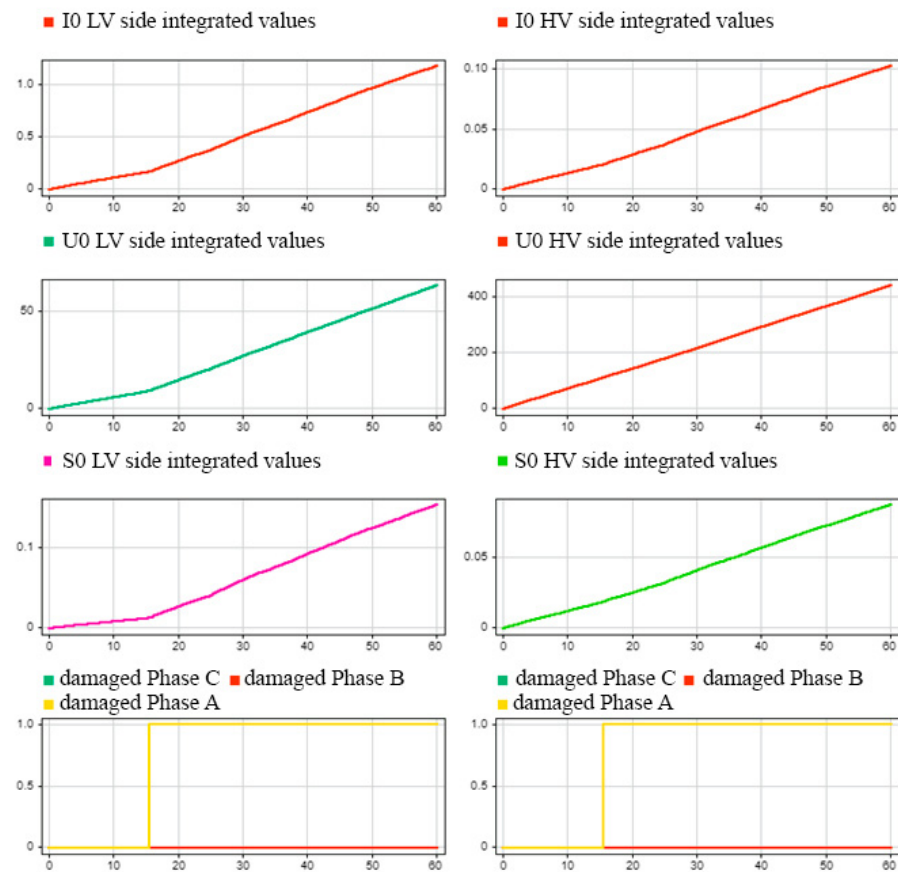 I0 LV side integrated values
1.0
0.5
0
0 10 20 30 40 50 60
I0 HV side integrated values
0.10
0.05
0
0 10 20 30 40 50 60
U0 LV side integrated values
50
0
0 10 20 30 40 50 60
U0 HV side integrated values
400
200
0
0 10 20 30 40 50 60
S0 LV side integrated values
0.1
0
0 10 20 30 40 50 60
S0 HV side integrated values
0.05
0
0 10 20 30 40 50 60
damaged Phase C damaged Phase B
damaged Phase A
1.0
0.5
0
0 10 20 30 40 50 60
damaged Phase C damaged Phase B
damaged Phase A
1.0
0.5
0
0 10 20 30 40 50 60